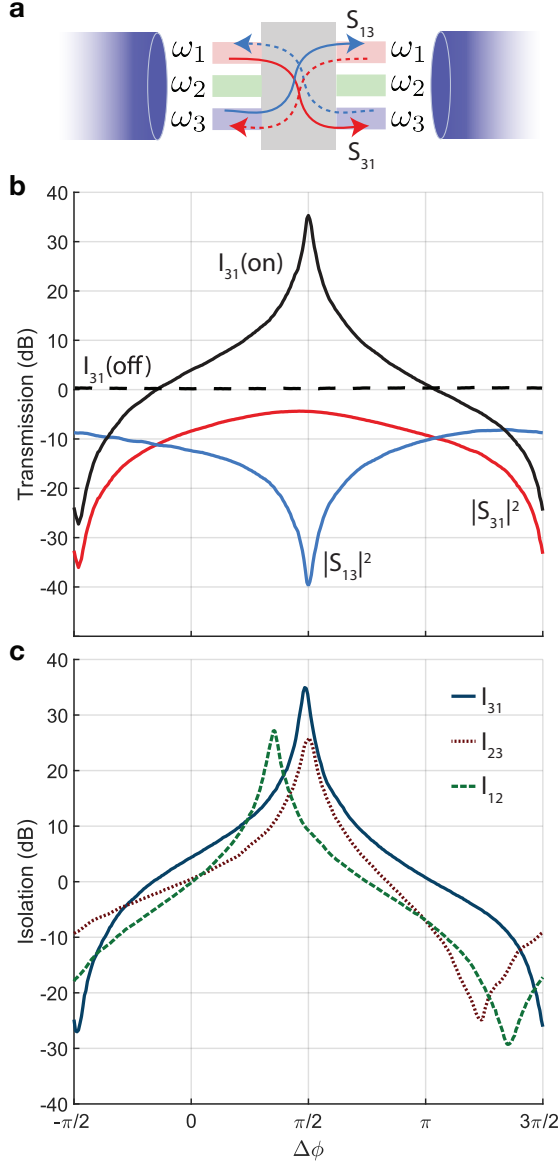 a
S₁₃
ω₁ ω₁
ω₂ ω₂
ω₃ ω₃
S₃₁
b
40
30
20
10
0
-10
-20
-30
-40
Transmission (dB)
I₃₁(on)
I₃₁(off)
|S₃₁|²
|S₁₃|²
c
40
30
20
10
0
-10
-20
-30
-40
Isolation (dB)
I₃₁
I₂₃
I₁₂
-π/2 0 π/2 π 3π/2
Δϕ